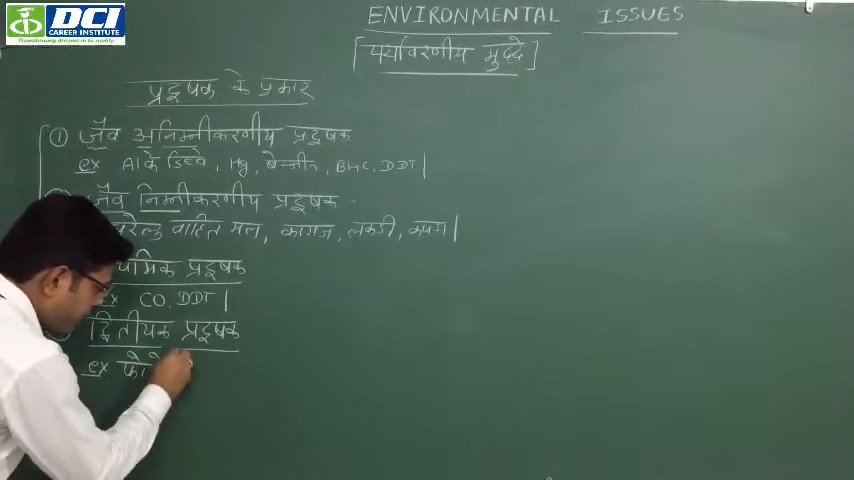 DCI
CAREER INSTITUTE
ENVIRONMENTAL ISSUES
[पर्यावरणीय मुद्दे]
प्रदूषक के प्रकार
① जैव अनिम्नीकरणीय प्रदूषक
ex Al के डिब्बे, Hg, बेन्जीन, BHC, DDT|
जैव निम्नीकरणीय प्रदूषक
घरेलु वाहित मल, कागज, लकडी, कपडा|
प्रदूषक
ex CO, DDT|
द्वितीयक प्रदूषक
ex